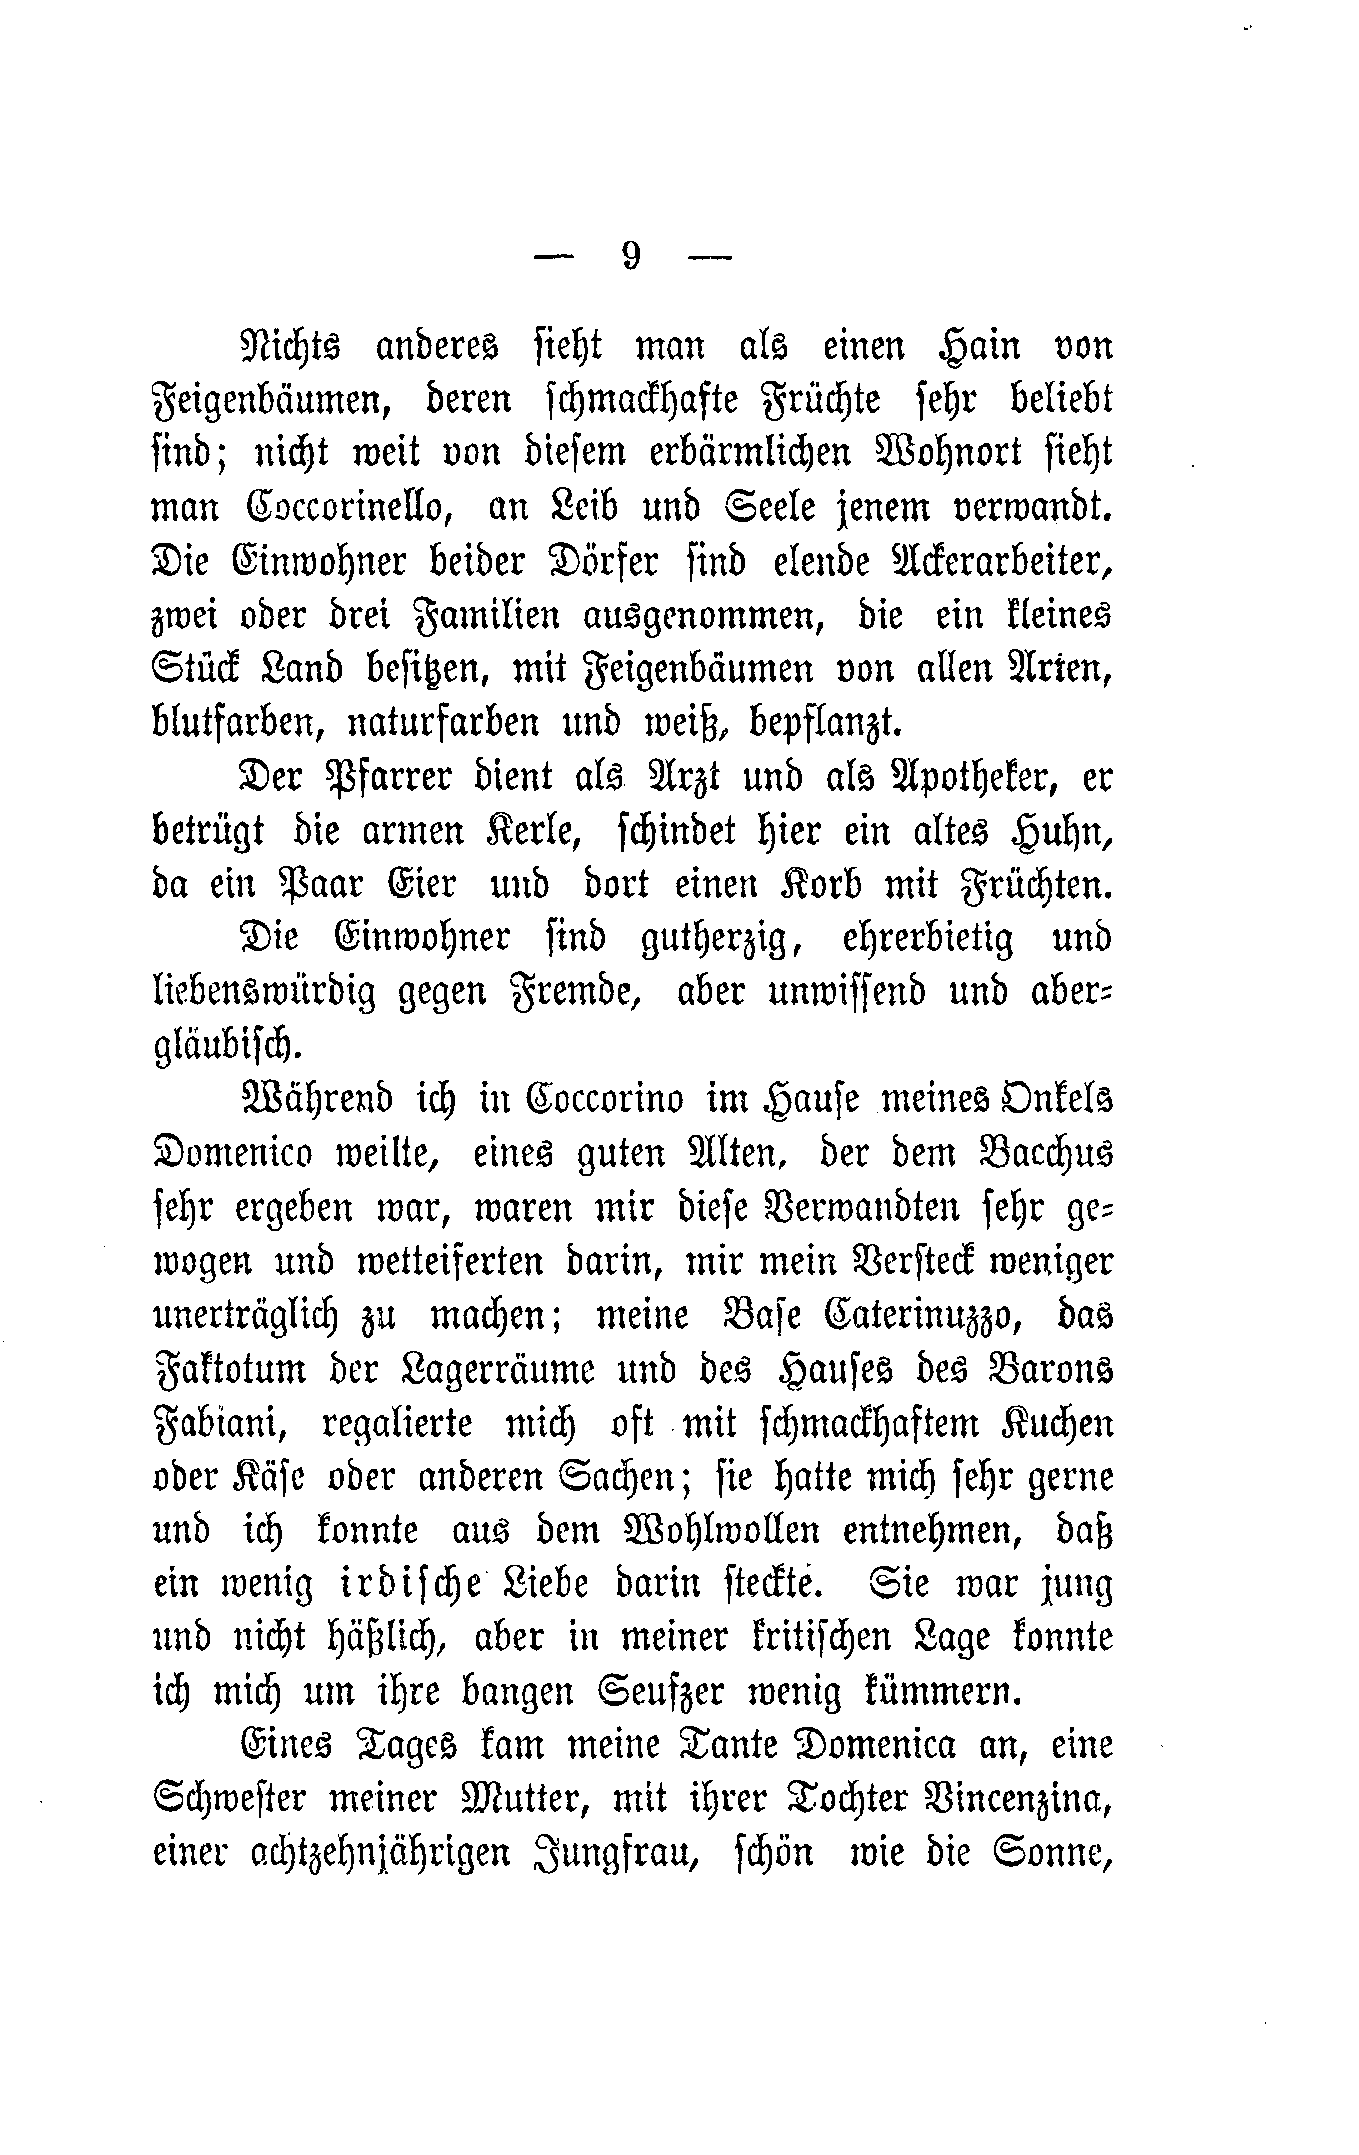 — 9 —
Nichts anderes sieht man als einen Hain von
Feigenbäumen, deren schmackhafte Früchte sehr beliebt
sind; nicht weit von diesem erbärmlichen Wohnort sieht
man Coccorinello, an Leib und Seele jenem verwandt.
Die Einwohner beider Dörfer sind elende Ackerarbeiter,
zwei oder drei Familien ausgenommen, die ein kleines
Stück Land besitzen, mit Feigenbäumen von allen Arten,
blutfarben, naturfarben und weiß, bepflanzt.
Der Pfarrer dient als Arzt und als Apotheker, er
betrügt die armen Kerle, schindet hier ein altes Huhn,
da ein Paar Eier und dort einen Korb mit Früchten.
Die Einwohner sind gutherzig, ehrerbietig und
liebenswürdig gegen Fremde, aber unwissend und aber-
gläubisch.
Während ich in Coccorino im Hause meines Onkels
Domenico weilte, eines guten Alten, der dem Bacchus
sehr ergeben war, waren mir diese Verwandten sehr ge-
wogen und wetteiferten darin, mir mein Versteck weniger
unerträglich zu machen; meine Base Caterinuzzo, das
Faktotum der Lagerräume und des Hauses des Barons
Fabiani, regalierte mich oft mit schmackhaftem Kuchen
oder Käse oder anderen Sachen; sie hatte mich sehr gerne
und ich konnte aus dem Wohlwollen entnehmen, daß
ein wenig irdische Liebe darin steckte. Sie war jung
und nicht häßlich, aber in meiner kritischen Lage konnte
ich mich um ihre bangen Seufzer wenig kümmern.
Eines Tages kam meine Tante Domenica an, eine
Schwester meiner Mutter, mit ihrer Tochter Vincenzina,
einer achtzehnjährigen Jungfrau, schön wie die Sonne,